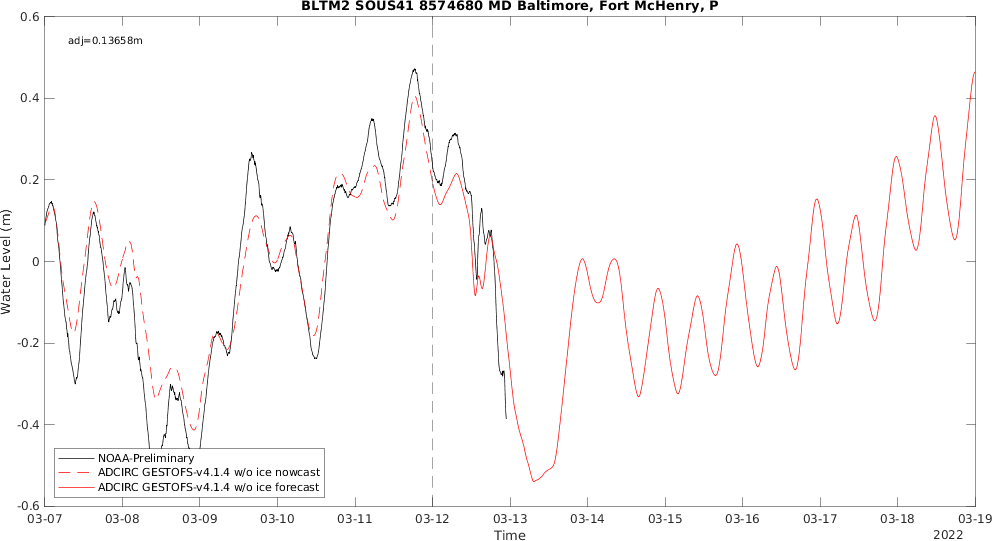 BLTM2 SOUS41 8574680 MD Baltimore, Fort McHenry, P
adj=0.13658m
Water Level (m)
0.6
0.4
0.2
0
-0.2
-0.4
-0.6
NOAA-Preliminary
ADCIRC GESTOFS-v4.1.4 w/o ice nowcast
ADCIRC GESTOFS-v4.1.4 w/o ice forecast
03-07 03-08 03-09 03-10 03-11 03-12 03-13 03-14 03-15 03-16 03-17 03-18 03-19
Time
2022